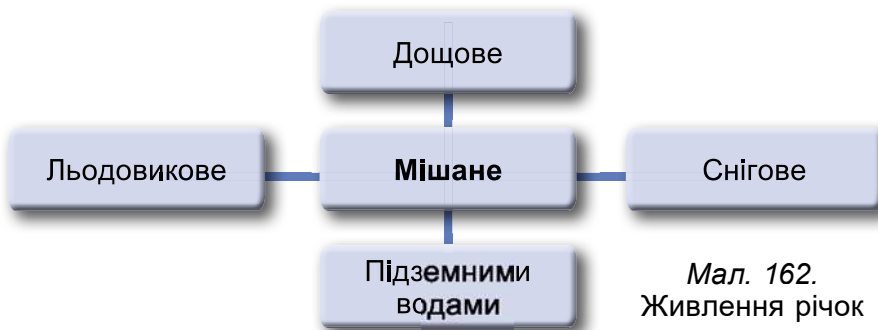 Дощове
Льодовикове
Мішане
Снігове
Підземними
водами
Мал. 162.
Живлення річок